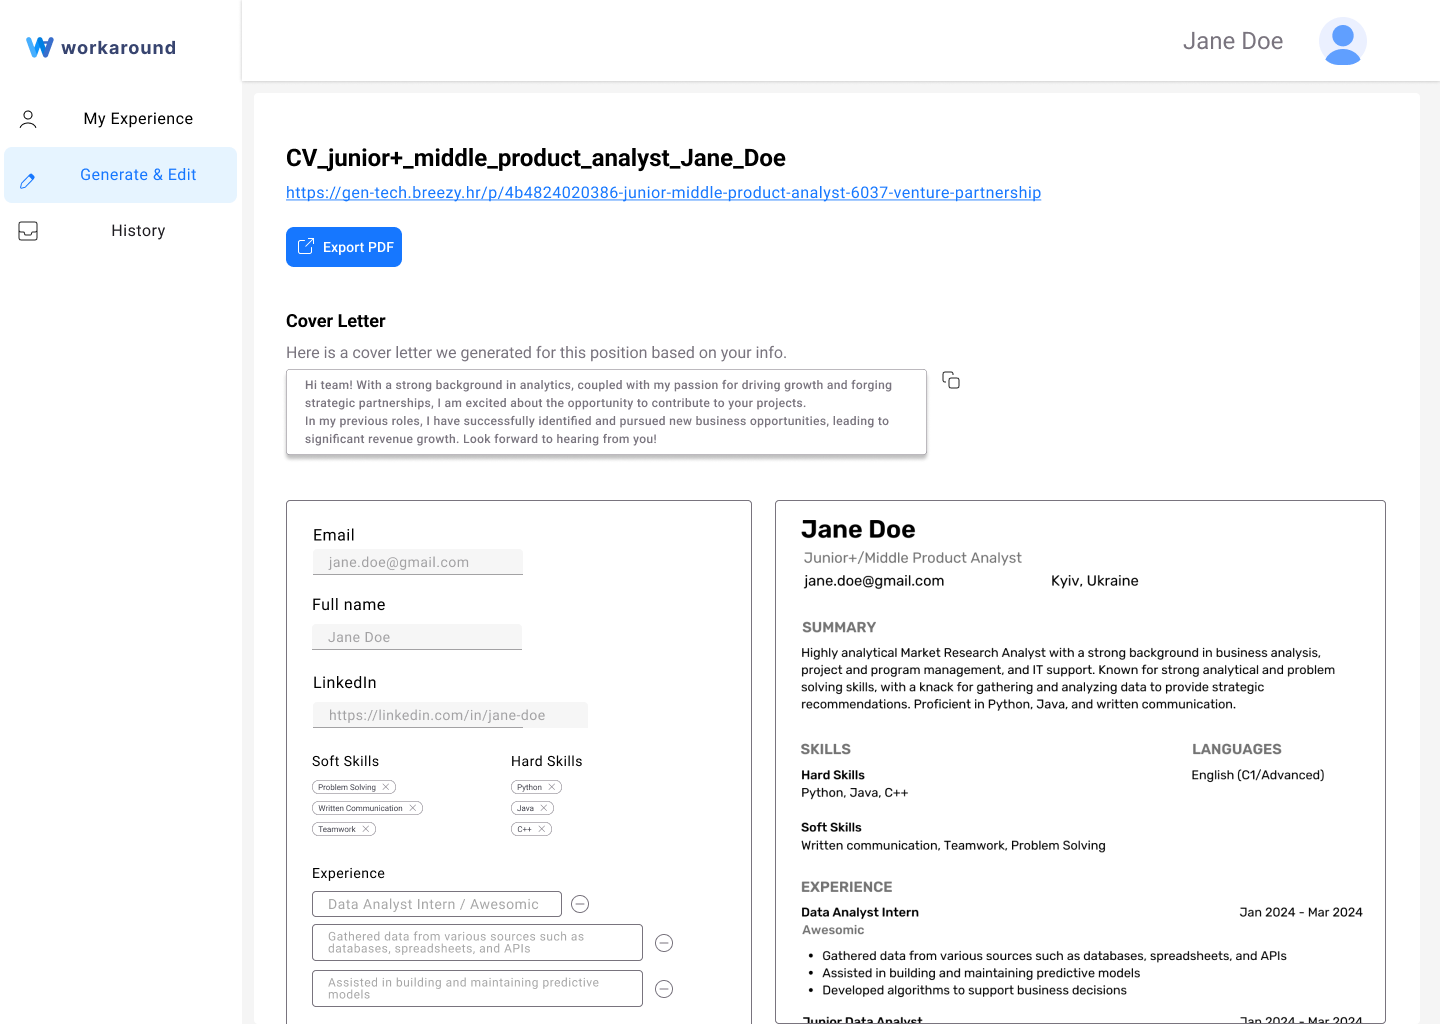 workaround
Jane Doe
My Experience
Generate & Edit
History
CV_junior+_middle_product_analyst_Jane_Doe
https://gen-tech.breezy.hr/p/4b4824020386-junior-middle-product-analyst-6037-venture-partnership
Export PDF
Cover Letter
Here is a cover letter we generated for this position based on your info.
Hi team! With a strong background in analytics, coupled with my passion for driving growth and forging
strategic partnerships, I am excited about the opportunity to contribute to your projects.
In my previous roles, I have successfully identified and pursued new business opportunities, leading to
significant revenue growth. Look forward to hearing from you!
Email
jane.doe@gmail.com
Full name
Jane Doe
LinkedIn
https://linkedin.com/in/jane-doe
Soft Skills
Problem Solving
Written Communication
Teamwork
Hard Skills
Python
Java
C++
Experience
Data Analyst Intern / Awesomic
Gathered data from various sources such as
databases, spreadsheets, and APIs
Assisted in building and maintaining predictive
models
Jane Doe
Junior+/Middle Product Analyst
jane.doe@gmail.com Kyiv, Ukraine
SUMMARY
Highly analytical Market Research Analyst with a strong background in business analysis,
project and program management, and IT support. Known for strong analytical and problem
solving skills, with a knack for gathering and analyzing data to provide strategic
recommendations. Proficient in Python, Java, and written communication.
SKILLS
Hard Skills
Python, Java, C++
Soft Skills
Written communication, Teamwork, Problem Solving
LANGUAGES
English (C1/Advanced)
EXPERIENCE
Data Analyst Intern Jan 2024 - Mar 2024
Awesomic
• Gathered data from various sources such as databases, spreadsheets, and APIs
• Assisted in building and maintaining predictive models
• Developed algorithms to support business decisions
Junior Data Analyst Jan 2024 - Mar 2024